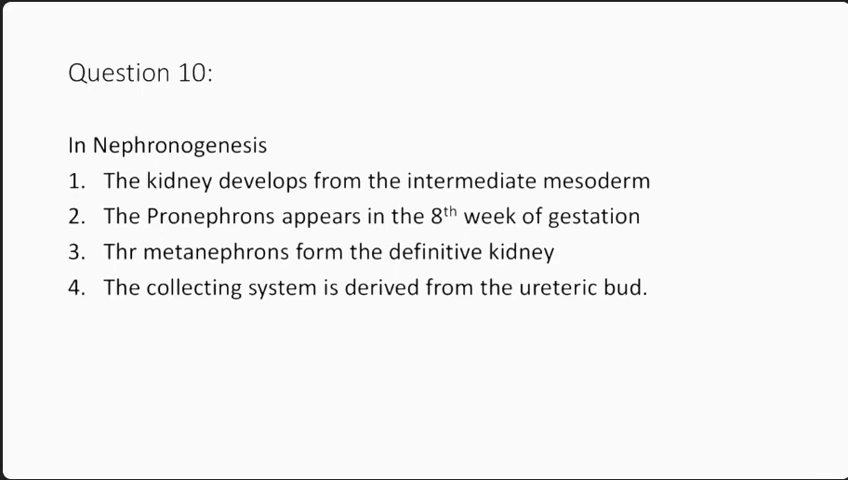 Question 10:
In Nephronogenesis
1. The kidney develops from the intermediate mesoderm
2. The Pronephrons appears in the 8th week of gestation
3. Thr metanephrons form the definitive kidney
4. The collecting system is derived from the ureteric bud.